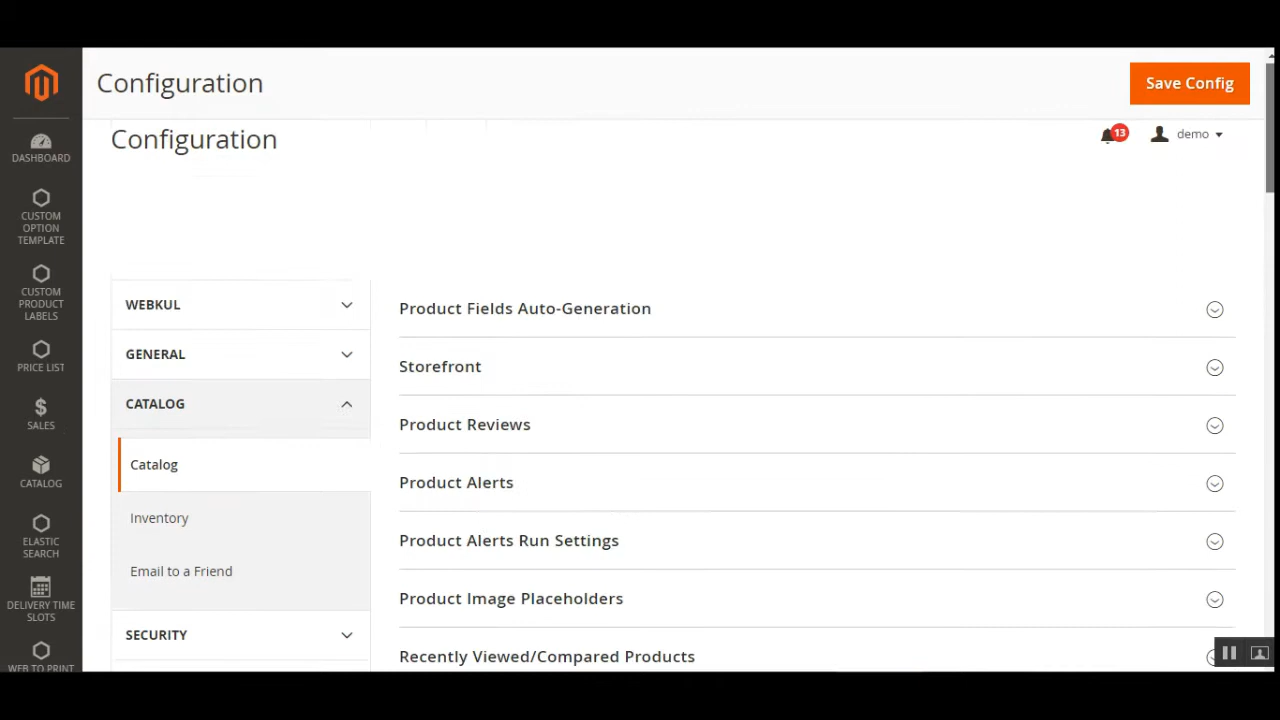 Configuration
Save Config
Configuration
13
demo
DASHBOARD
CUSTOM
OPTION
TEMPLATE
CUSTOM
PRODUCT
LABELS
PRICE LIST
SALES
CATALOG
ELASTIC
SEARCH
DELIVERY TIME
SLOTS
WEB TO PRINT
WEBKUL
GENERAL
CATALOG
Catalog
Inventory
Email to a Friend
SECURITY
Product Fields Auto-Generation
Storefront
Product Reviews
Product Alerts
Product Alerts Run Settings
Product Image Placeholders
Recently Viewed/Compared Products